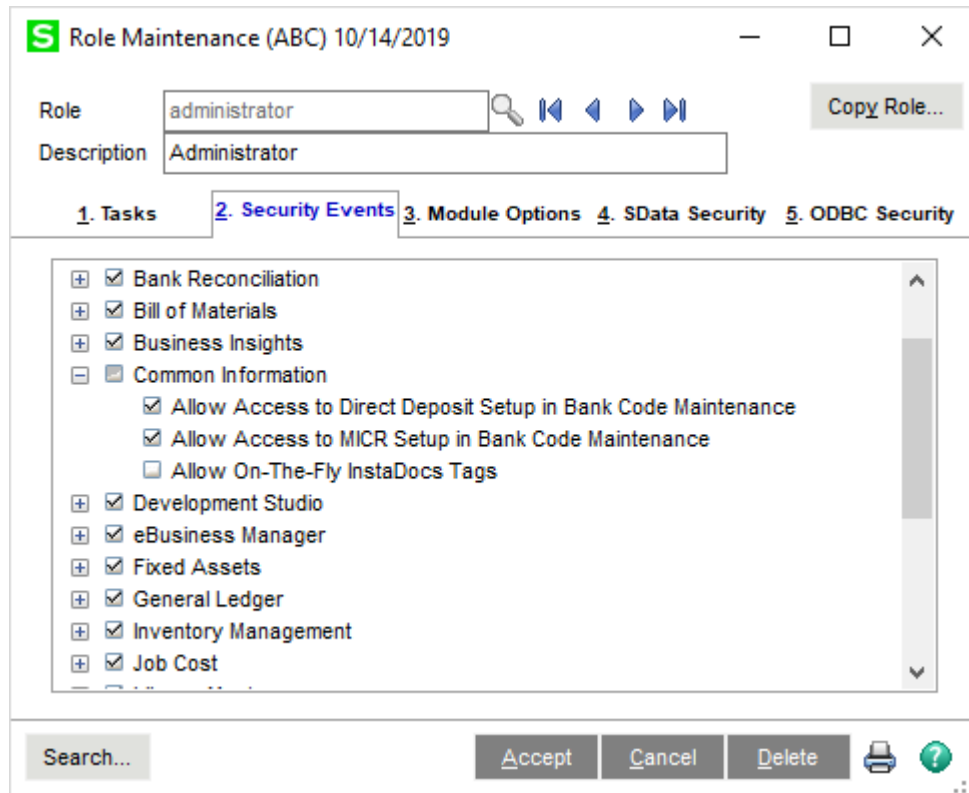 S Role Maintenance (ABC) 10/14/2019
Role administrator Copy Role...
Description Administrator
1. Tasks 2. Security Events 3. Module Options 4. SData Security 5. ODBC Security
Bank Reconciliation
Bill of Materials
Business Insights
Common Information
Allow Access to Direct Deposit Setup in Bank Code Maintenance
Allow Access to MICR Setup in Bank Code Maintenance
Allow On-The-Fly InstaDocs Tags
Development Studio
eBusiness Manager
Fixed Assets
General Ledger
Inventory Management
Job Cost
Search... Accept Cancel Delete ?